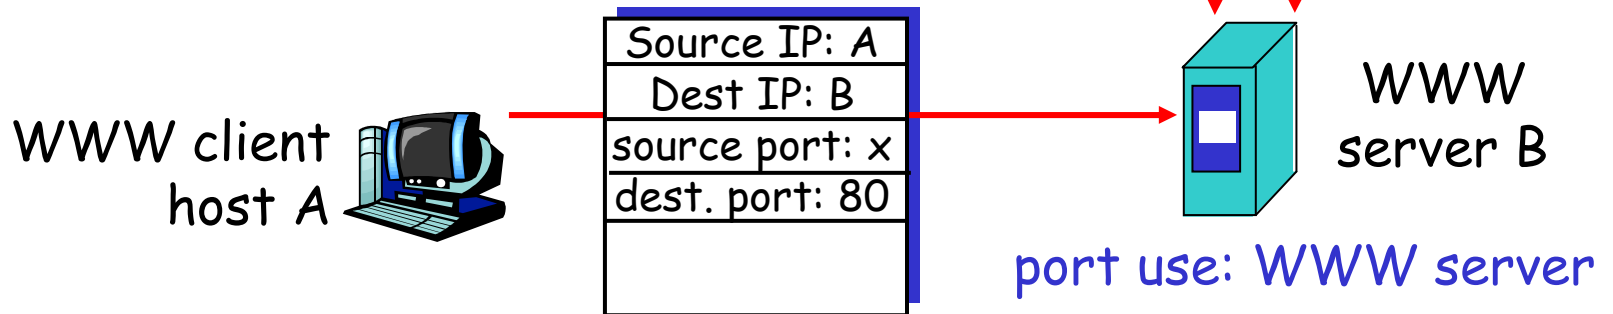 WWW client
host A
Source IP: A
Dest IP: B
source port: x
dest. port: 80
WWW
server B
port use: WWW server